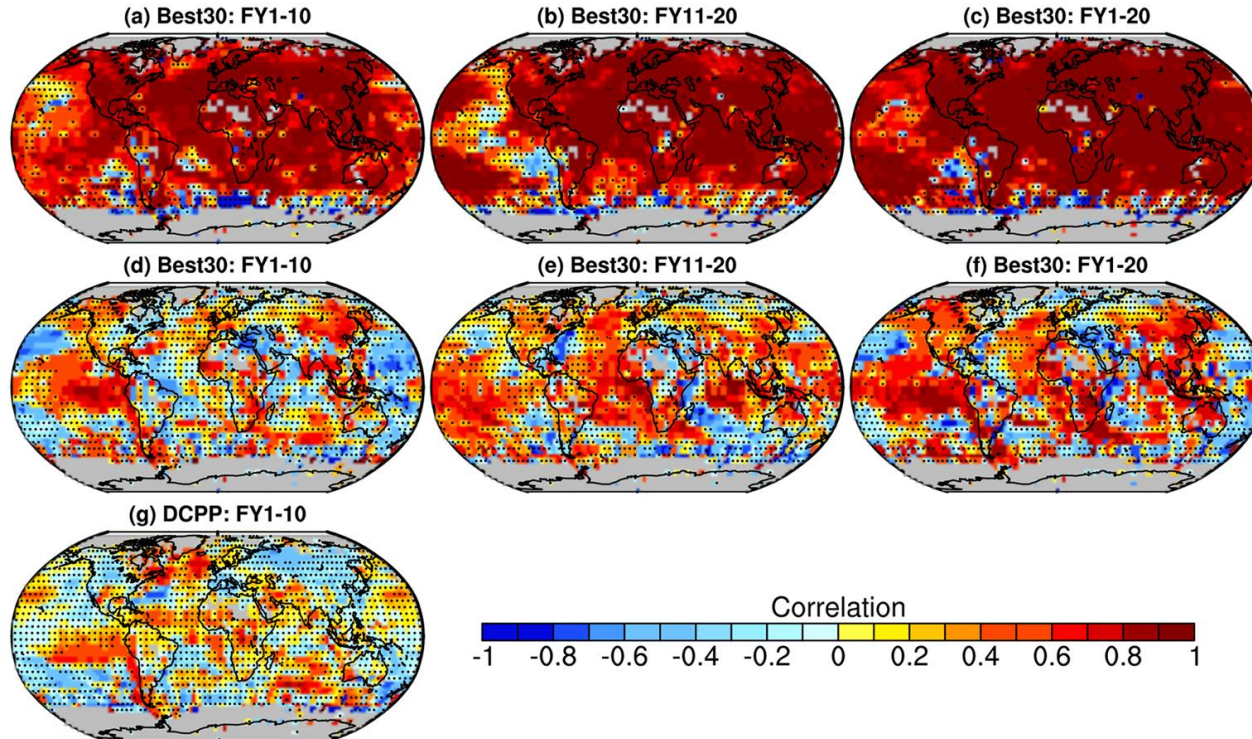 (a) Best30: FY1-10 (b) Best30: FY11-20 (c) Best30: FY1-20
(d) Best30: FY1-10 (e) Best30: FY11-20 (f) Best30: FY1-20
(g) DCPP: FY1-10
Correlation
-1 -0.8 -0.6 -0.4 -0.2 0 0.2 0.4 0.6 0.8 1